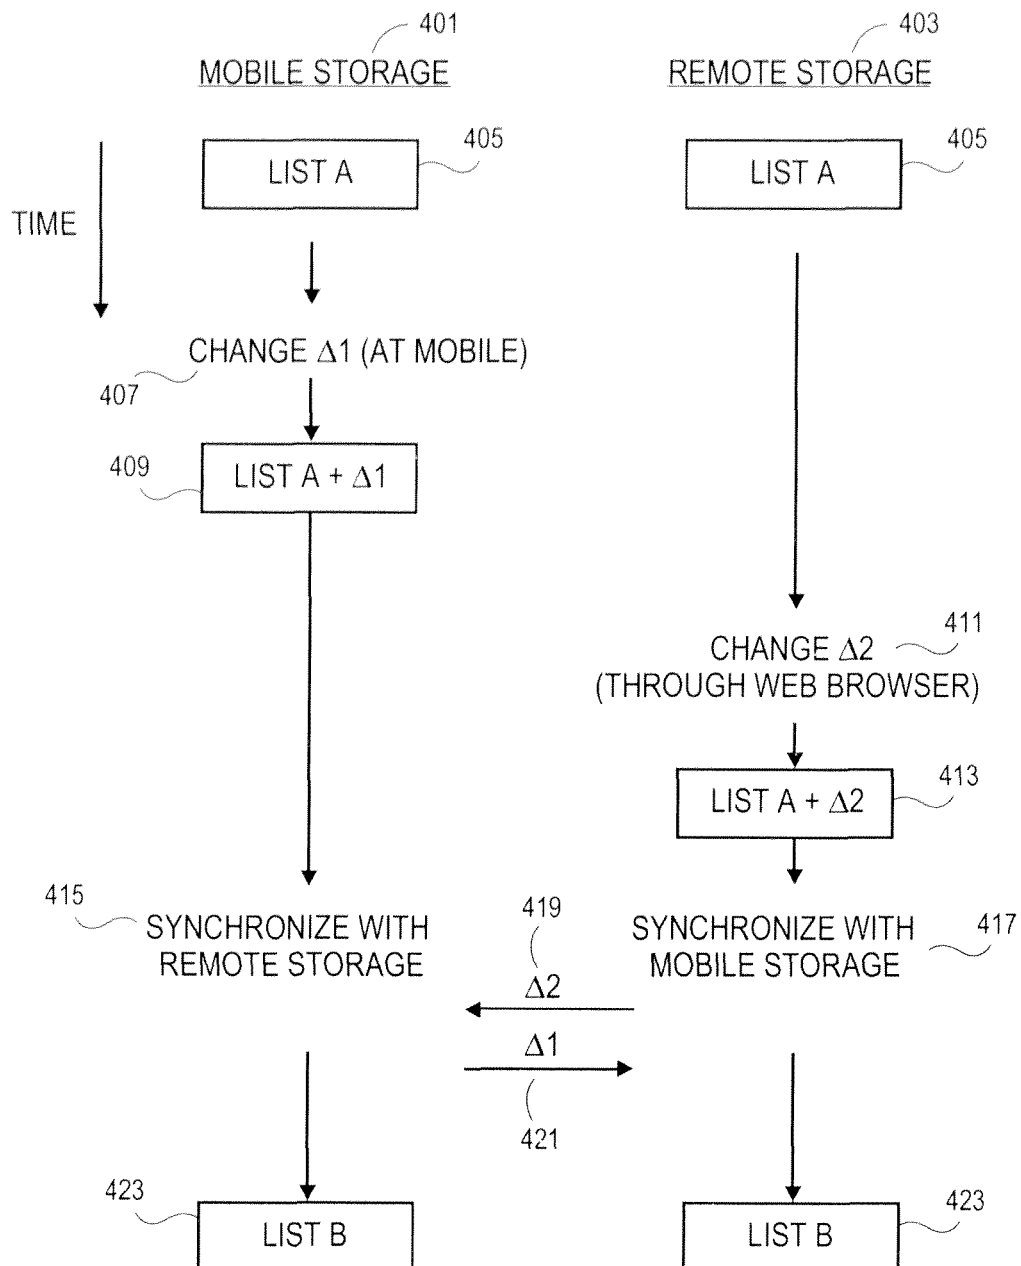 401
403
MOBILE STORAGE
REMOTE STORAGE
405
405
LIST A
LIST A
TIME
CHANGE Δ1 (AT MOBILE)
407
409
LIST A + Δ1
411
CHANGE Δ2
(THROUGH WEB BROWSER)
413
LIST A + Δ2
415
SYNCHRONIZE WITH
REMOTE STORAGE
419
417
SYNCHRONIZE WITH
MOBILE STORAGE
Δ2
Δ1
421
423
423
LIST B
LIST B